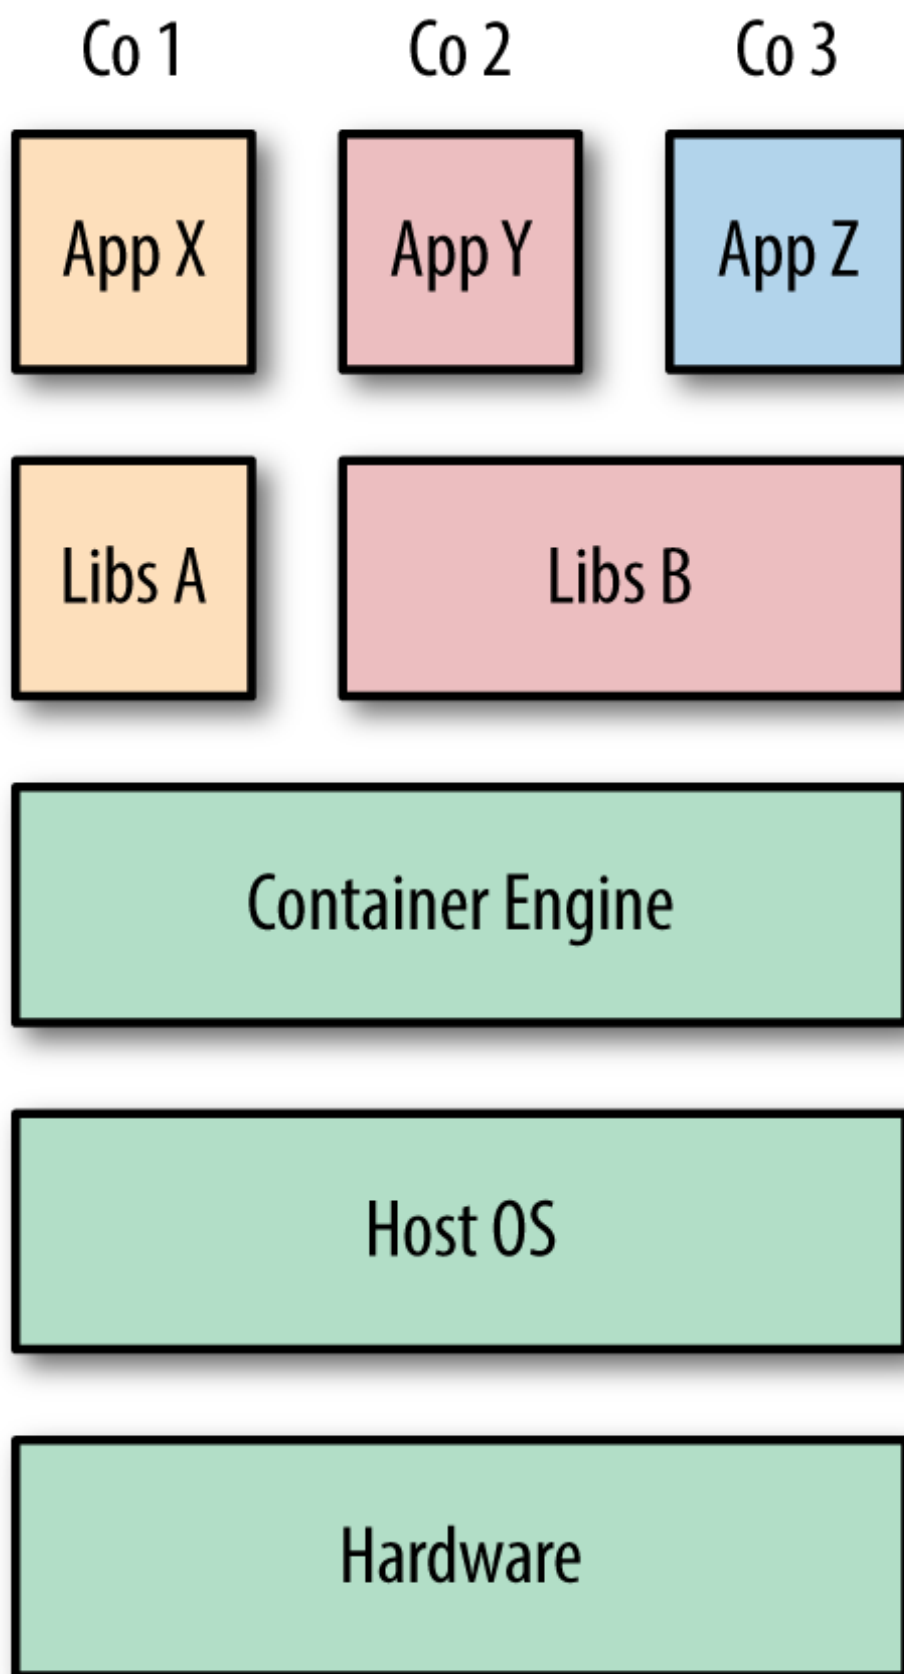 Co 1 Co 2 Co 3
App X App Y App Z
Libs A Libs B
Container Engine
Host OS
Hardware